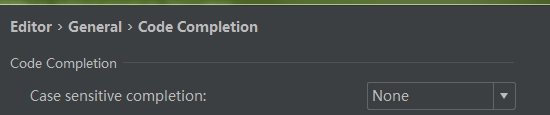 Editor › General › Code Completion
Code Completion
Case sensitive completion: None